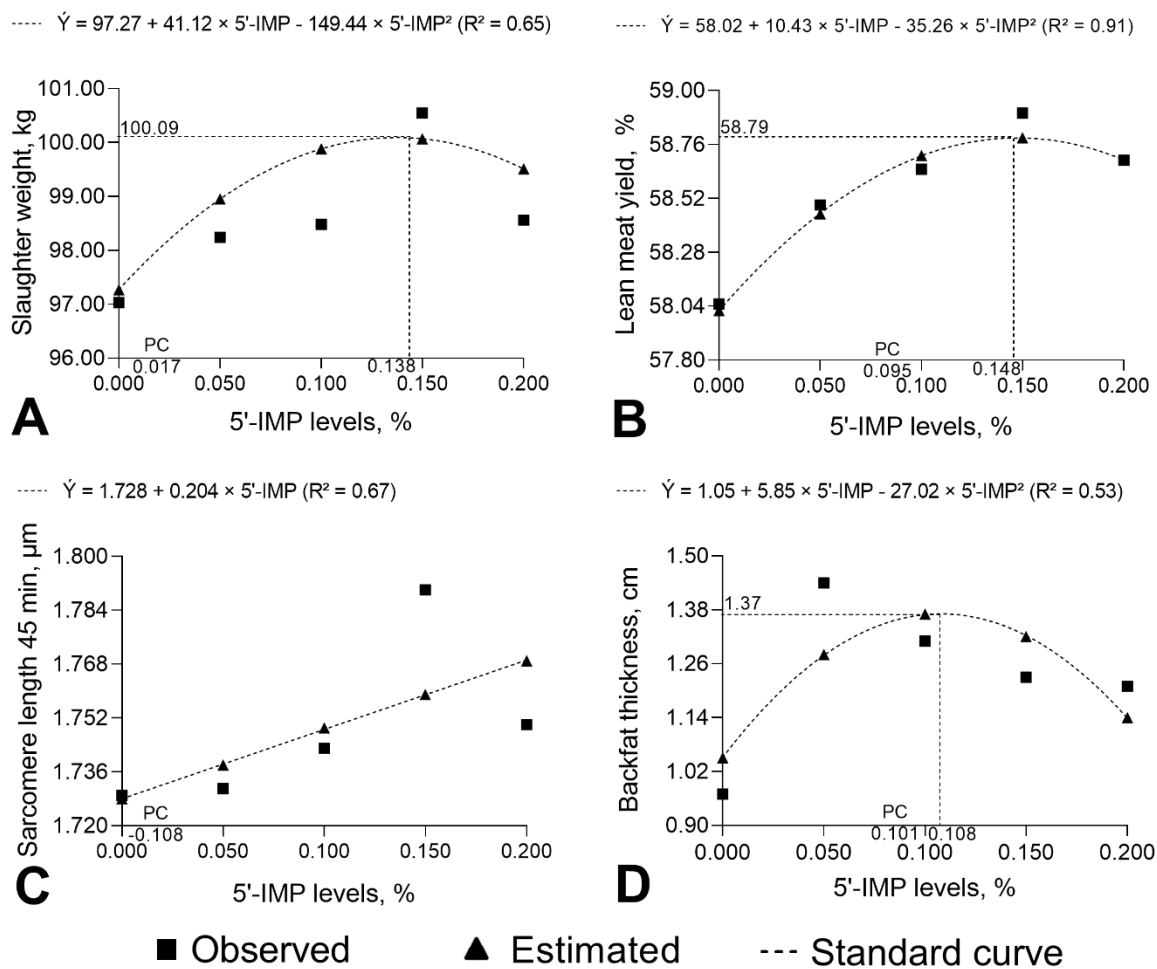 Ý = 97.27 + 41.12 × 5'-IMP - 149.44 × 5'-IMP² (R² = 0.65)
Slaughter weight, kg
101.00
100.00
99.00
98.00
97.00
96.00
100.09
PC
0.017
0.138
0.000 0.050 0.100 0.150 0.200
5'-IMP levels, %
A
Ý = 58.02 + 10.43 × 5'-IMP - 35.26 × 5'-IMP² (R² = 0.91)
Lean meat yield, %
59.00
58.76
58.52
58.28
58.04
57.80
58.79
PC
0.095
0.148
0.000 0.050 0.100 0.150 0.200
5'-IMP levels, %
B
Ý = 1.728 + 0.204 × 5'-IMP (R² = 0.67)
Sarcomere length 45 min, µm
1.800
1.784
1.768
1.752
1.736
1.720
PC
-0.108
0.000 0.050 0.100 0.150 0.200
5'-IMP levels, %
C
Ý = 1.05 + 5.85 × 5'-IMP - 27.02 × 5'-IMP² (R² = 0.53)
Backfat thickness, cm
1.50
1.38
1.26
1.14
1.02
0.90
1.37
PC
0.101 0.108
0.000 0.050 0.100 0.150 0.200
5'-IMP levels, %
D
Observed Estimated Standard curve